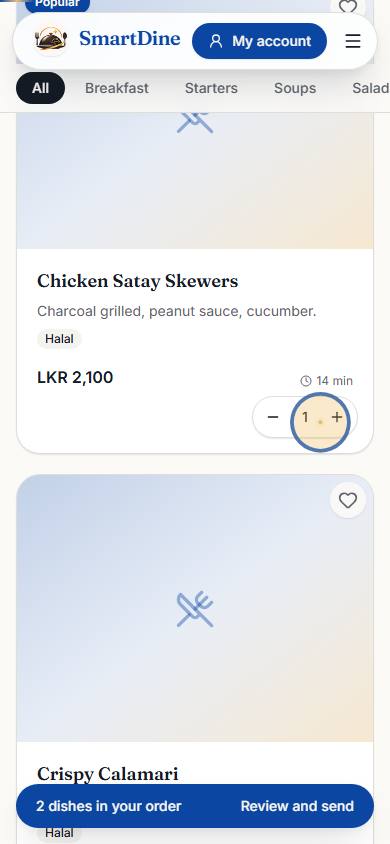 Popular
SmartDine
My account
All
Breakfast
Starters
Soups
Salad
Chicken Satay Skewers
Charcoal grilled, peanut sauce, cucumber.
Halal
LKR 2,100
14 min
− 1 +
Crispy Calamari
2 dishes in your order
Review and send
Halal